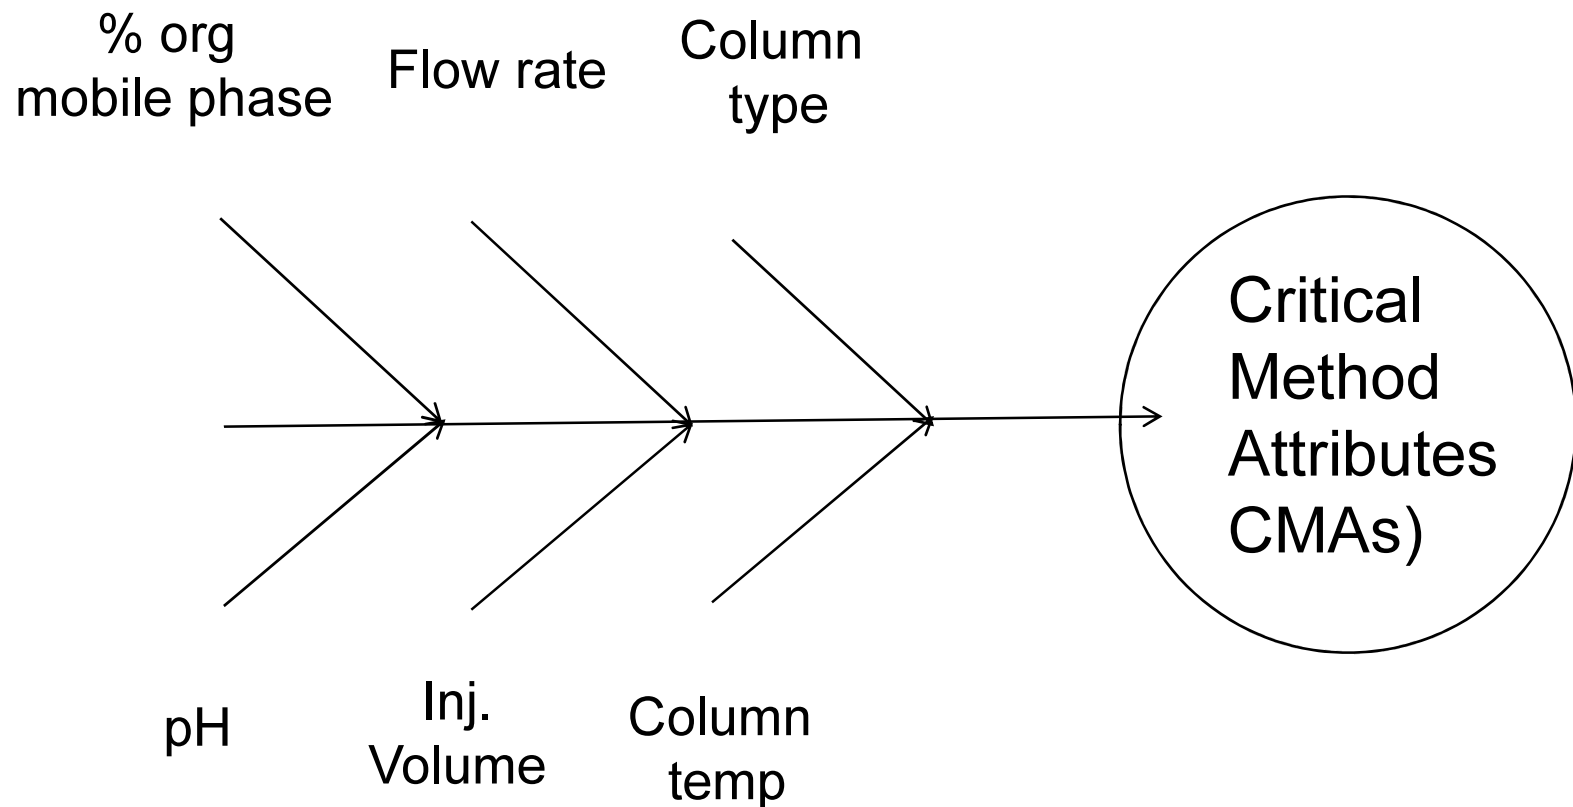 % org
mobile phase
Flow rate
Column
type
Critical
Method
Attributes
CMAs)
pH
Inj.
Volume
Column
temp